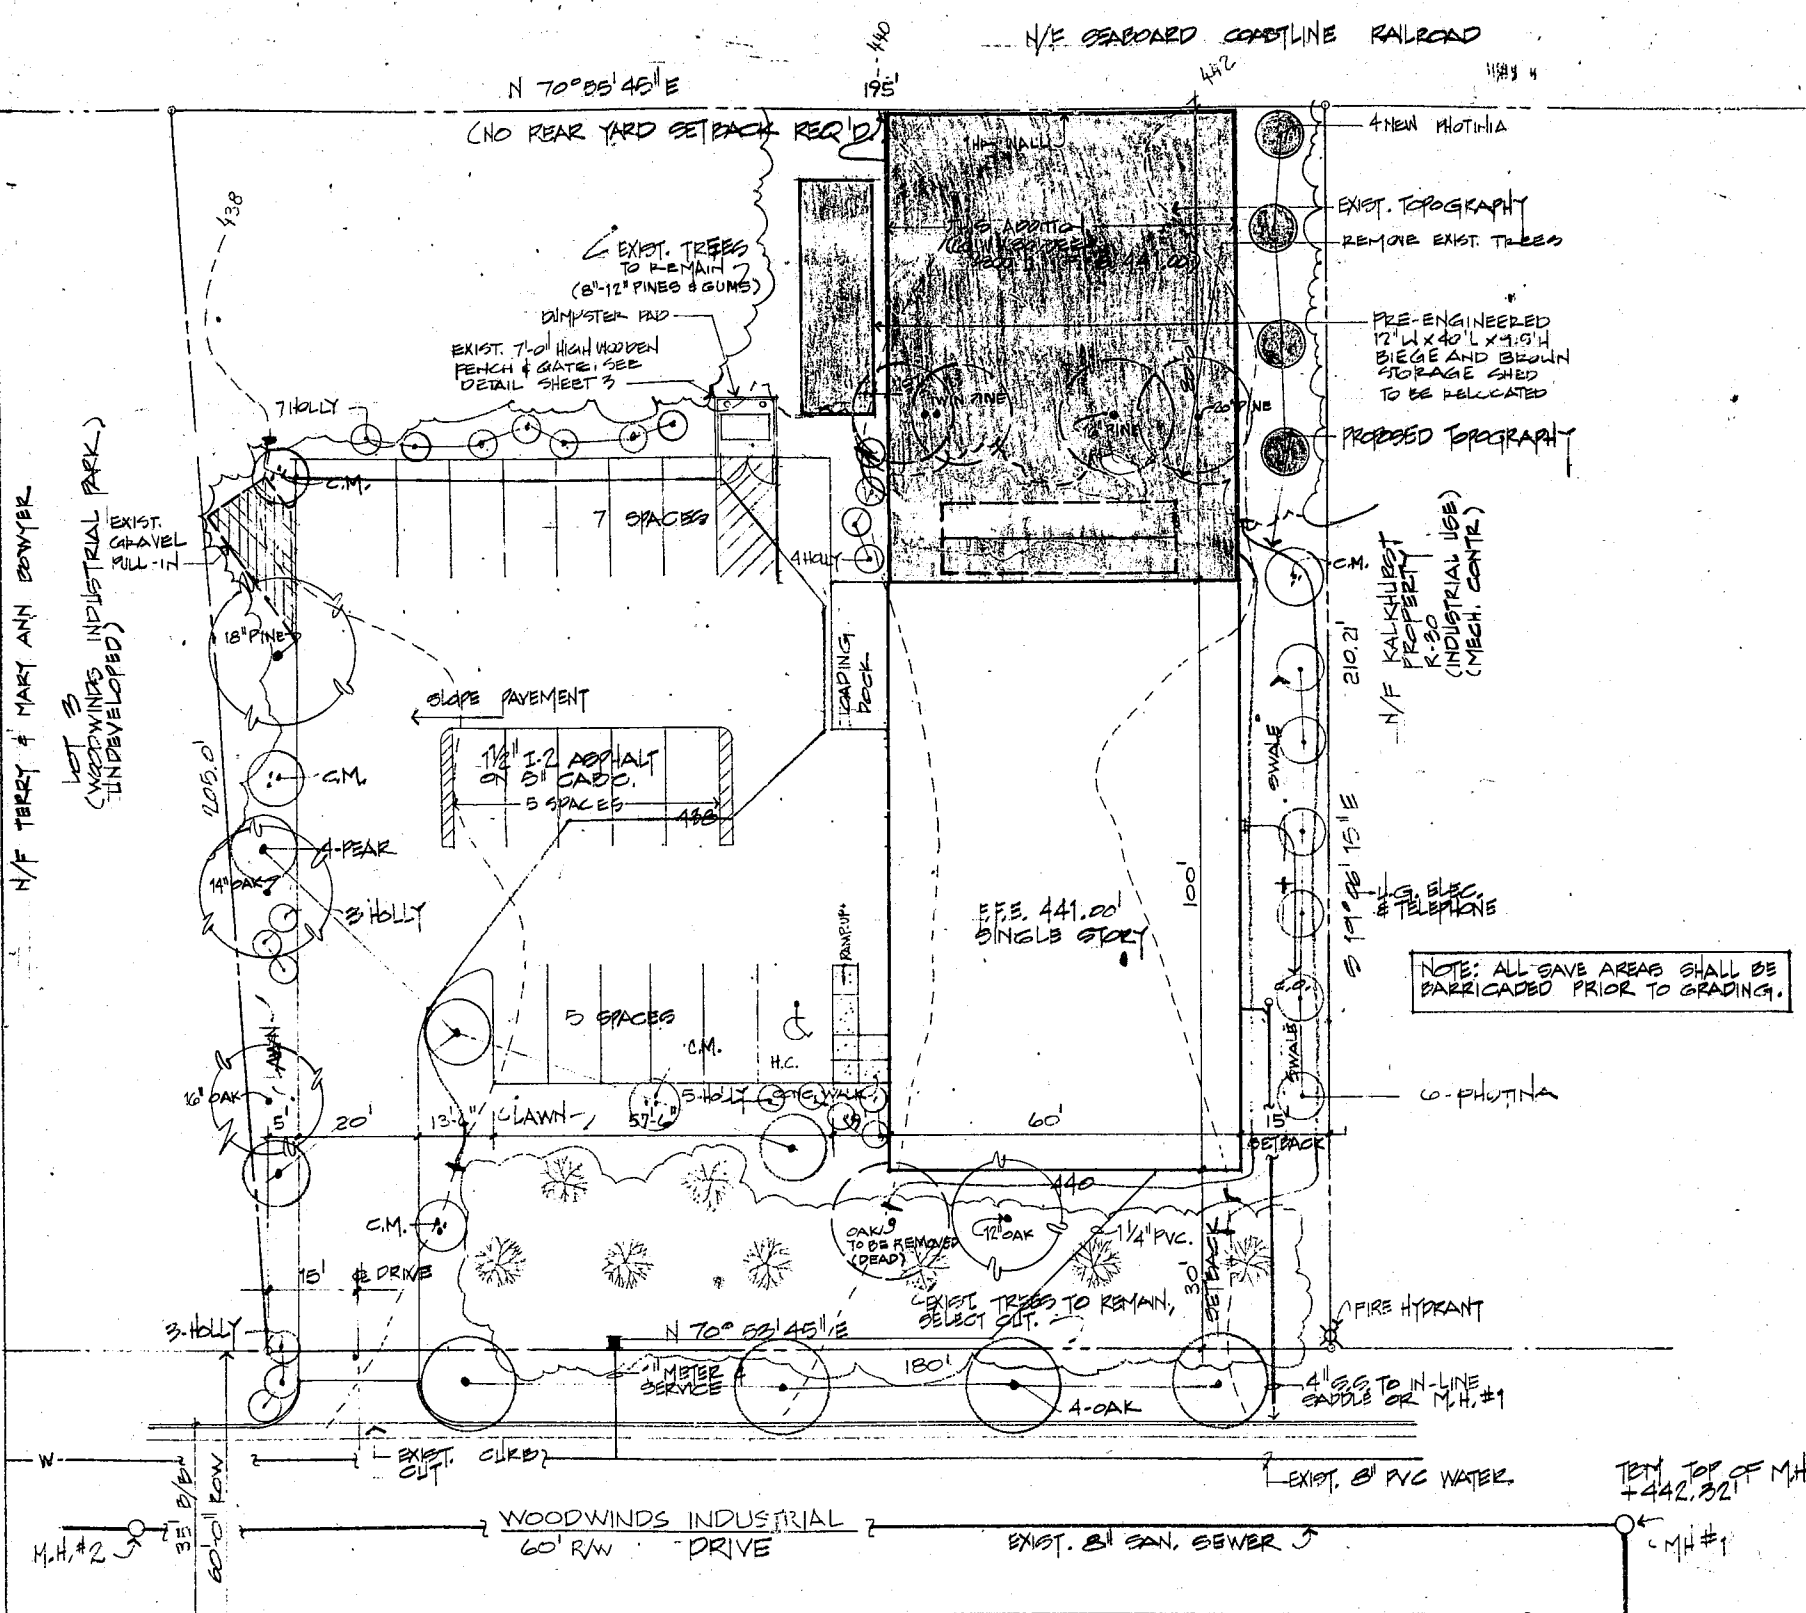 N/F SEABOARD COASTLINE RAILROAD
440
442
N 70°55'45"E
195'
(NO REAR YARD SETBACK REQ'D)
WALL
4 NEW PHOTINIA
438
EXIST. TOPOGRAPHY
REMOVE EXIST. TREES
EXIST. TREES
TO REMAIN
(8"-12" PINES & GUMS)
DUMPSTER PAD
EXIST. 7'-0" HIGH WOODEN
FENCH & GATE, SEE
DETAIL SHEET 3
PRE-ENGINEERED
12'W X 40'L X 9.5'H
BIEGE AND BROWN
STORAGE SHED
TO BE RELOCATED
PROPOSED TOPOGRAPHY
7 HOLLY
C.M.
7 SPACES
EXIST.
GRAVEL
PULL-IN
4 HOLLY
C.M.
N/F TERRY & MARY ANN BOWYER
LOT 3
(WOODWINDS INDUSTRIAL PARK)
UNDEVELOPED)
N/F KALKHURST
PROPERTY
R-30
(INDUSTRIAL USE)
(MECH. CONTR)
210.21'
18" PINE
LOADING
DOCK
SLOPE PAVEMENT
205.0'
C.M.
1 1/2" I-2 ASPHALT
ON 5" CABC.
5 SPACES
438
SWALE
4-PEAR
14" OAK
3 HOLLY
100'
S 19° 06' 15" E
F.F.E. 441.00'
SINGLE STORY
U.G. ELEC.
& TELEPHONE
RAMP UP
NOTE: ALL SAVE AREAS SHALL BE
BARRICADED PRIOR TO GRADING.
5 SPACES
C.M.
H.C.
C.O.
SWALE
LAWN
16" OAK
5-HOLLY
CONC. WALK
6-PHOTINA
5'
20'
LAWN
57'-6"
60'
15'
SETBACK
440
C.M.
OAK
TO BE REMOVED
(DEAD)
12" OAK
1 1/4" PVC.
30'
SETBACK
15'
℄ DRIVE
EXIST. TREES TO REMAIN,
SELECT CUT.
3-HOLLY
FIRE HYDRANT
N 70° 53' 45" E
180'
METER &
SERVICE
4-OAK
4" S.S TO IN-LINE
SADDLE OR M.H.#1
W
EXIST. CURB
CUT
EXIST. 8" PVC WATER
TBM TOP OF M.H
+442.32'
35' B/B
60'-0" ROW
WOODWINDS INDUSTRIAL
60' R/W DRIVE
M.H.#2
EXIST. 8" SAN. SEWER
MH #1